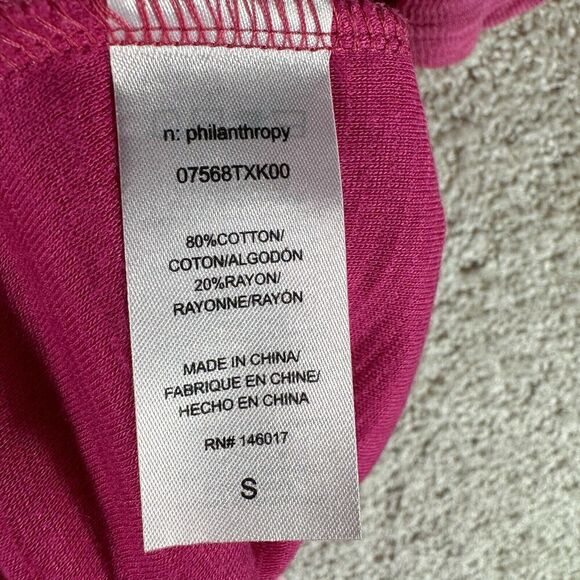 n: philanthropy
07568TXK00
80%COTTON/
COTON/ALGODÓN
20%RAYON/
RAYONNE/RAYÓN
MADE IN CHINA/
FABRIQUE EN CHINE/
HECHO EN CHINA
RN# 146017
S